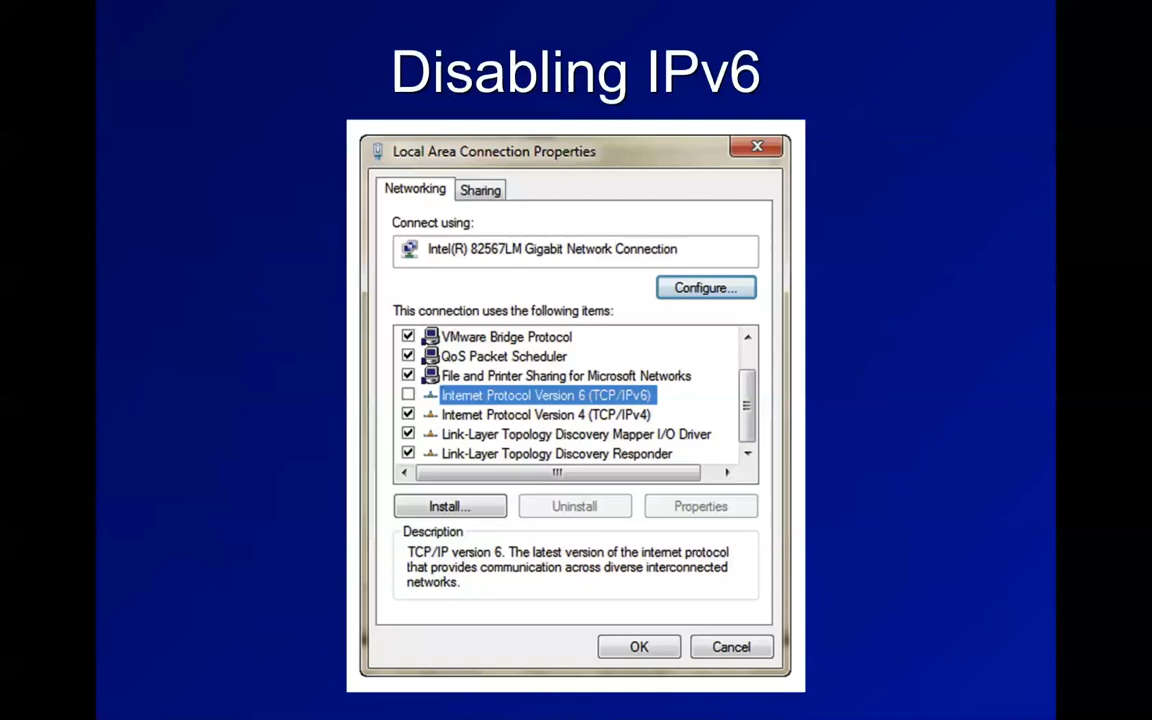 Disabling IPv6
Local Area Connection Properties
Networking
Sharing
Connect using:
Intel(R) 82567LM Gigabit Network Connection
Configure...
This connection uses the following items:
VMware Bridge Protocol
QoS Packet Scheduler
File and Printer Sharing for Microsoft Networks
Internet Protocol Version 6 (TCP/IPv6)
Internet Protocol Version 4 (TCP/IPv4)
Link-Layer Topology Discovery Mapper I/O Driver
Link-Layer Topology Discovery Responder
Install...
Uninstall
Properties
Description
TCP/IP version 6. The latest version of the internet protocol
that provides communication across diverse interconnected
networks.
OK
Cancel